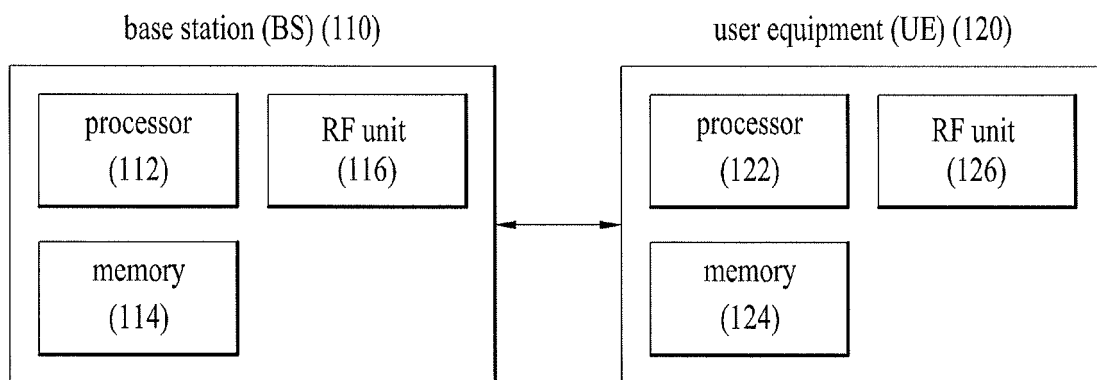 base station (BS) (110)
user equipment (UE) (120)
processor
(112)
RF unit
(116)
memory
(114)
processor
(122)
RF unit
(126)
memory
(124)